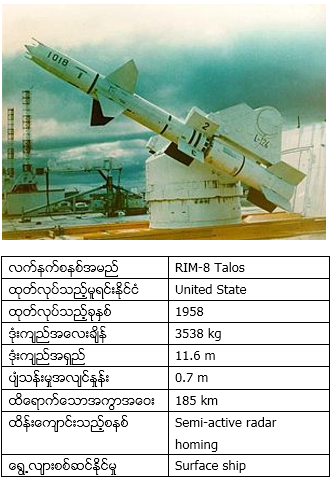 1018
T
2
လက်နက်စနစ်အမည် RIM-8 Talos
ထုတ်လုပ်သည့်မူရင်းနိုင်ငံ United State
ထုတ်လုပ်သည့်ခုနှစ် 1958
ဒုံးကျည်အလေးချိန် 3538 kg
ဒုံးကျည်အရှည် 11.6 m
ပျံသန်းမှုအလျင်နှုန်း 0.7 m
ထိရောက်သောအကွာအဝေး 185 km
ထိန်းကျောင်းသည့်စနစ် Semi-active radar
homing
ရွေ့လျားစစ်ဆင်နိုင်မှု Surface ship